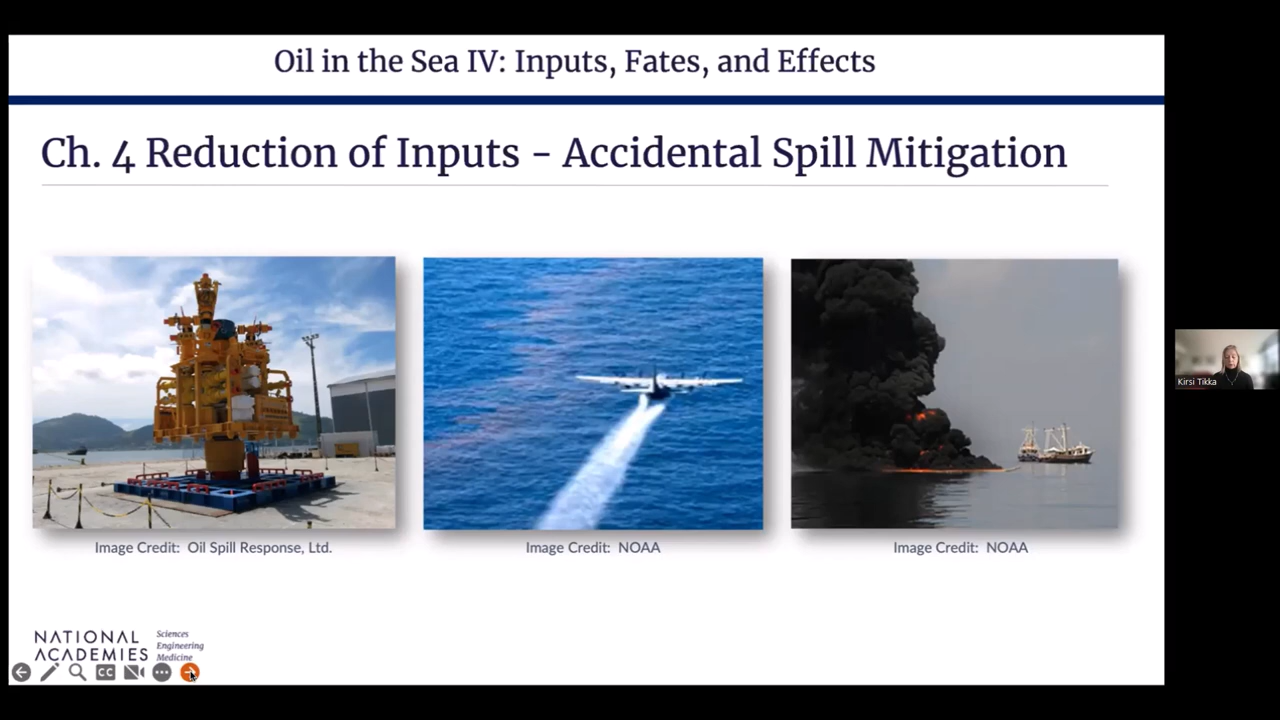 Oil in the Sea IV: Inputs, Fates, and Effects
Ch. 4 Reduction of Inputs - Accidental Spill Mitigation
Image Credit: Oil Spill Response, Ltd.
Image Credit: NOAA
Image Credit: NOAA
Kirsi Tikka
NATIONAL
ACADEMIES
Sciences
Engineering
Medicine
CC